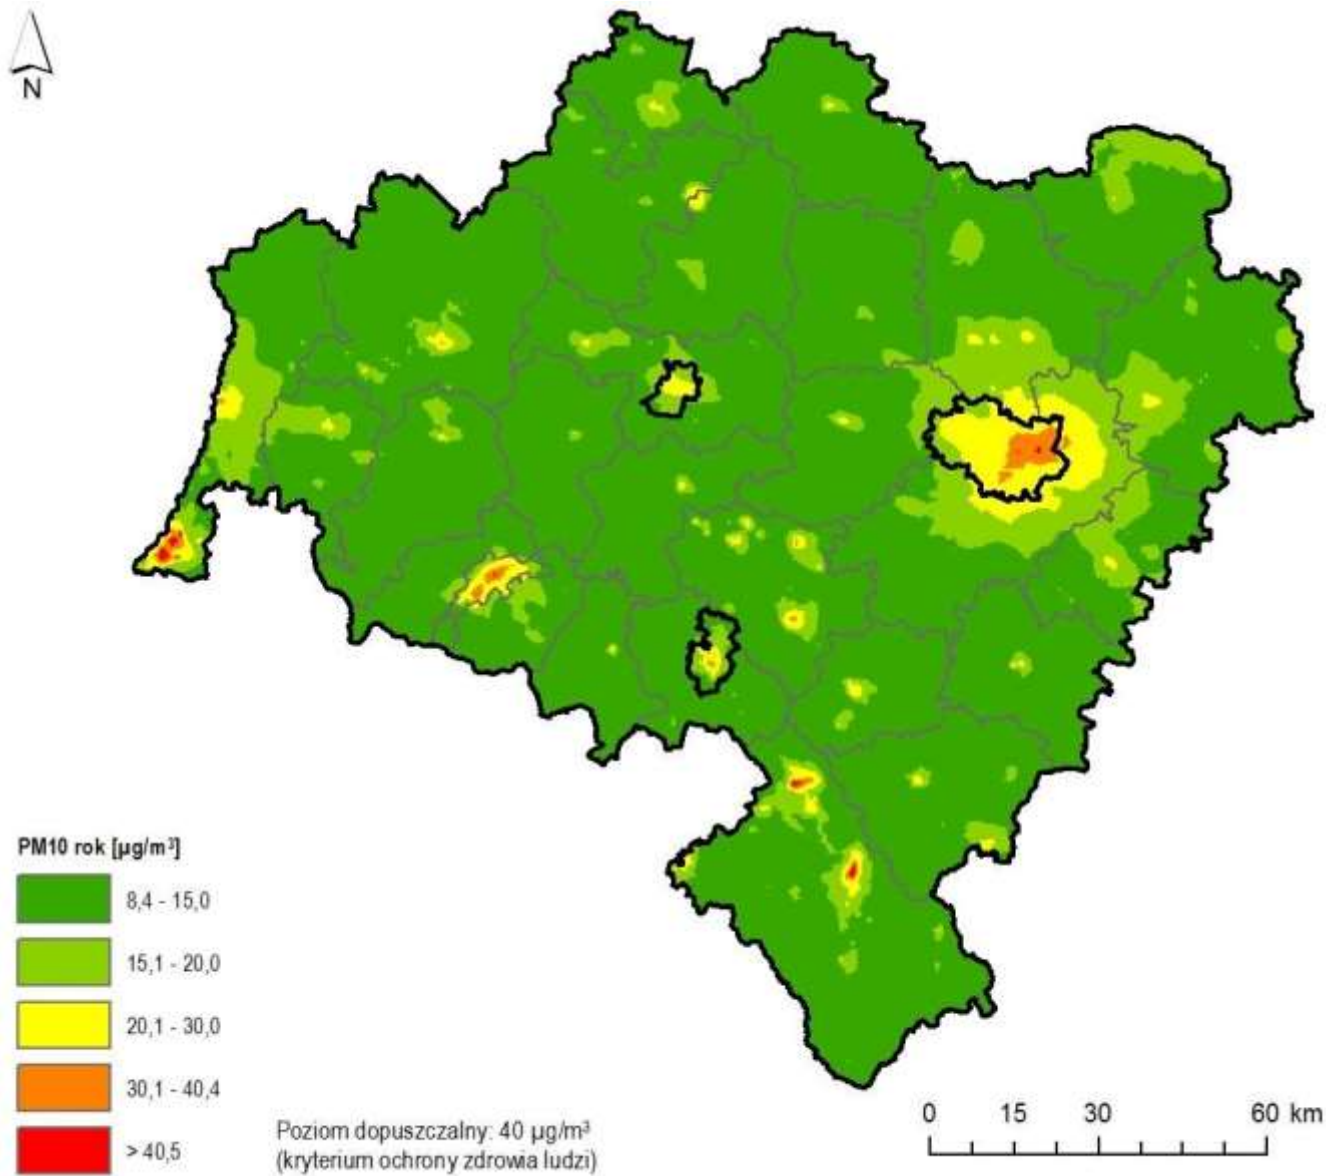 N
PM10 rok [µg/m³]
8,4 - 15,0
15,1 - 20,0
20,1 - 30,0
30,1 - 40,4
> 40,5
Poziom dopuszczalny: 40 µg/m³
(kryterium ochrony zdrowia ludzi)
0 15 30 60 km